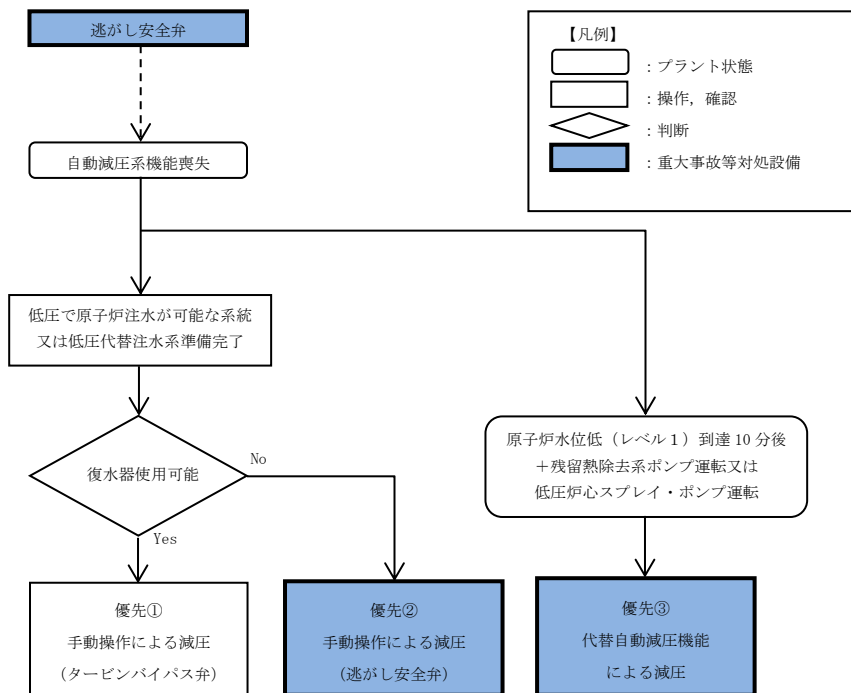 逃がし安全弁
【凡例】
：プラント状態
：操作，確認
：判断
：重大事故等対処設備
自動減圧系機能喪失
低圧で原子炉注水が可能な系統
又は低圧代替注水系準備完了
復水器使用可能
No
Yes
原子炉水位低（レベル１）到達 10 分後
＋残留熱除去系ポンプ運転又は
低圧炉心スプレイ・ポンプ運転
優先①
手動操作による減圧
（タービンバイパス弁）
優先②
手動操作による減圧
（逃がし安全弁）
優先③
代替自動減圧機能
による減圧